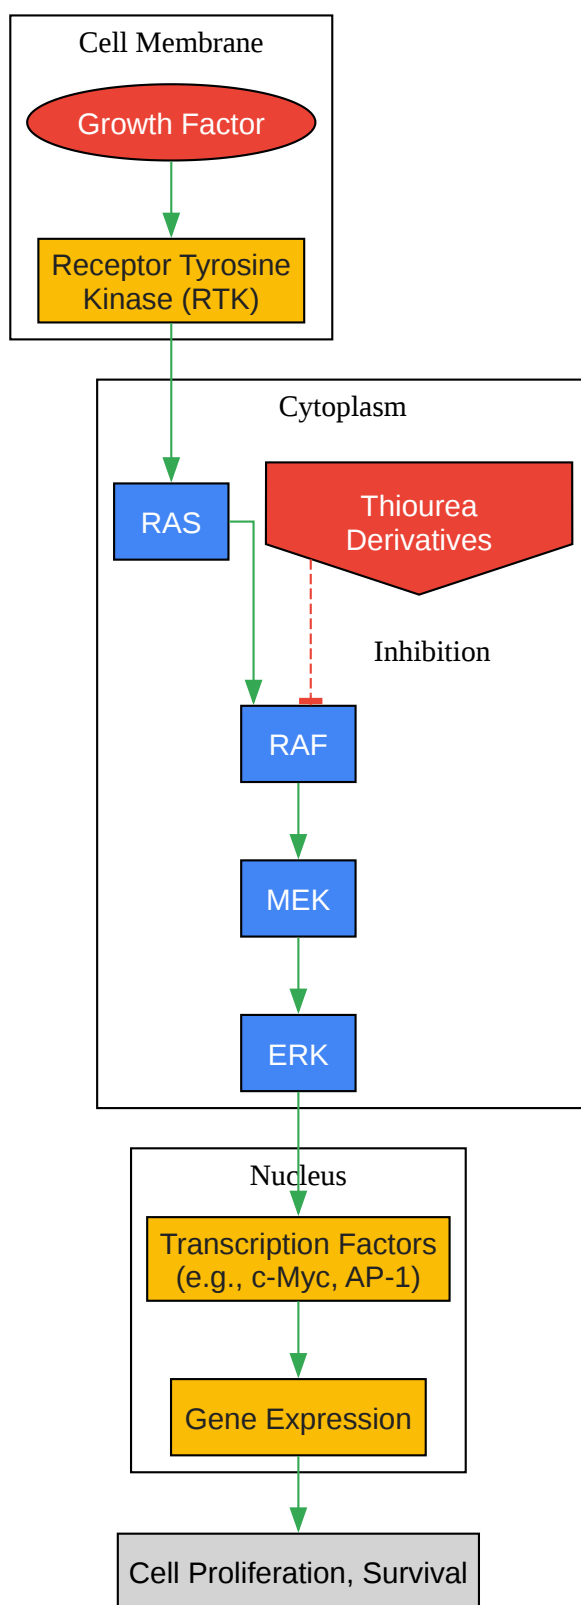 Cell Membrane
Growth Factor
Receptor Tyrosine
Kinase (RTK)
Cytoplasm
RAS
Thiourea
Derivatives
Inhibition
RAF
MEK
ERK
Nucleus
Transcription Factors
(e.g., c-Myc, AP-1)
Gene Expression
Cell Proliferation, Survival